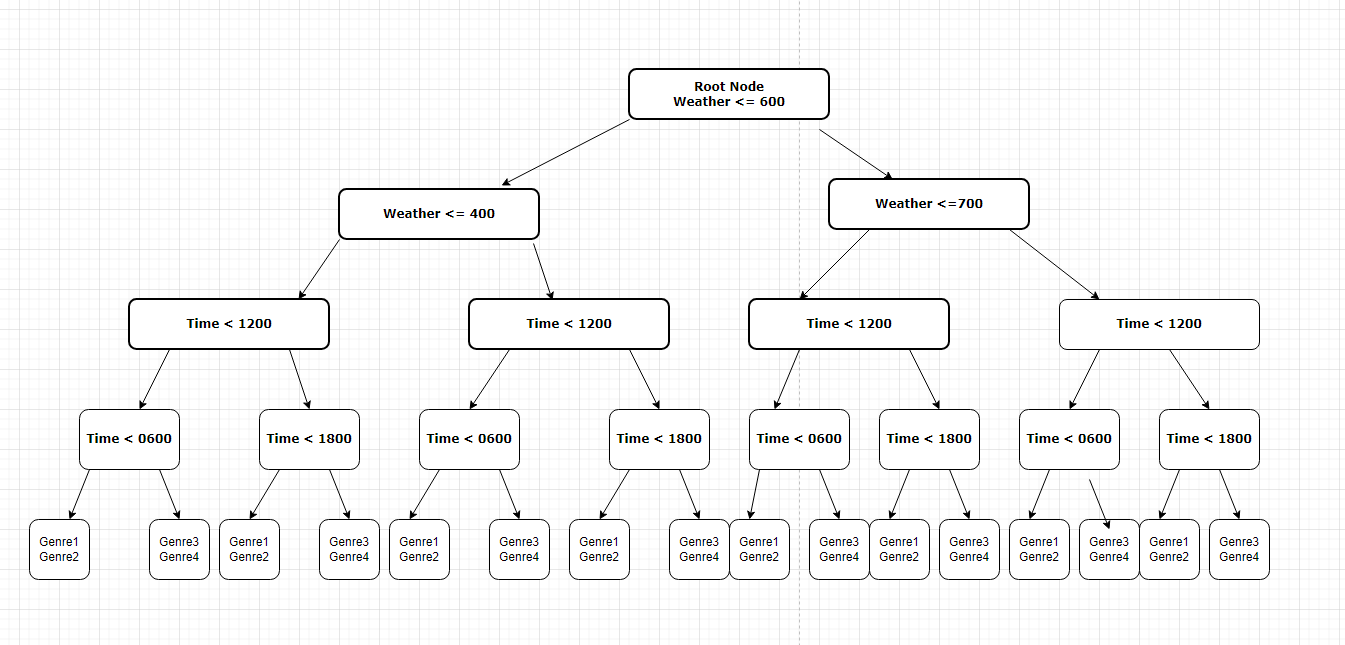 Root Node
Weather <= 600
Weather <= 400
Weather <=700
Time < 1200
Time < 1200
Time < 1200
Time < 1200
Time < 0600
Time < 1800
Time < 0600
Time < 1800
Time < 0600
Time < 1800
Time < 0600
Time < 1800
Genre1
Genre2
Genre3
Genre4
Genre1
Genre2
Genre3
Genre4
Genre1
Genre2
Genre3
Genre4
Genre1
Genre2
Genre3
Genre4
Genre1
Genre2
Genre3
Genre4
Genre1
Genre2
Genre3
Genre4
Genre1
Genre2
Genre3
Genre4
Genre1
Genre2
Genre3
Genre4